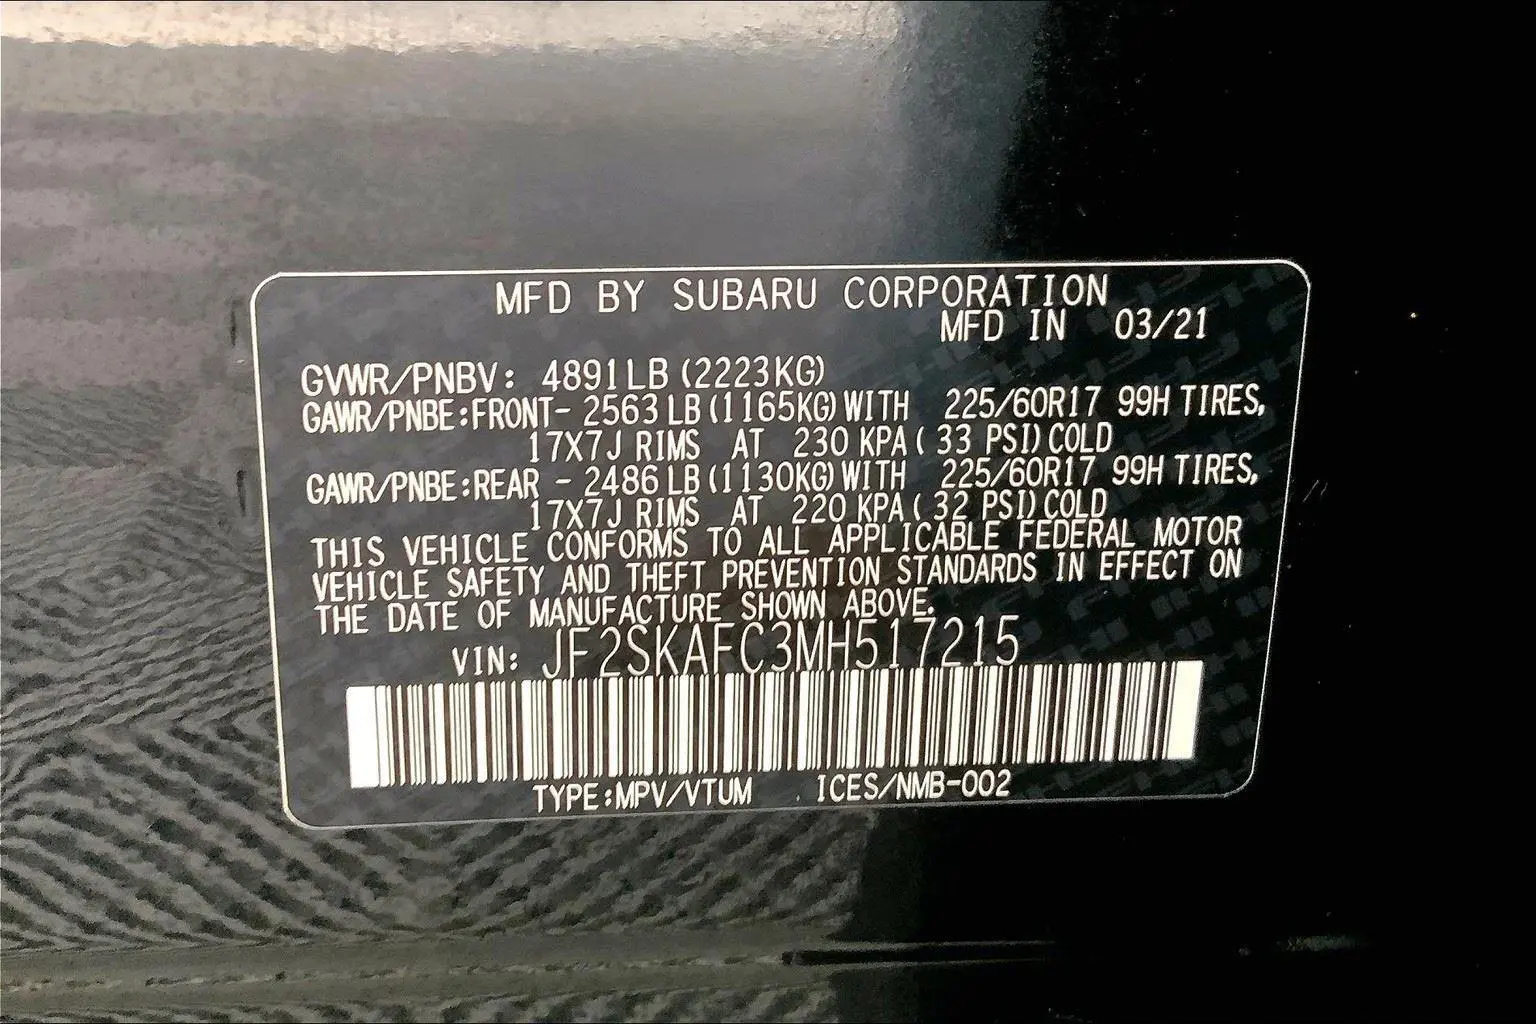 MFD BY SUBARU CORPORATION
MFD IN 03/21
GVWR/PNBV: 4891LB (2223KG)
GAWR/PNBE:FRONT- 2563 LB (1165KG) WITH 225/60R17 99H TIRES,
17X7J RIMS AT 230 KPA ( 33 PSI) COLD
GAWR/PNBE:REAR - 2486 LB (1130KG) WITH 225/60R17 99H TIRES,
17X7J RIMS AT 220 KPA ( 32 PSI) COLD
THIS VEHICLE CONFORMS TO ALL APPLICABLE FEDERAL MOTOR
VEHICLE SAFETY AND THEFT PREVENTION STANDARDS IN EFFECT ON
THE DATE OF MANUFACTURE SHOWN ABOVE.
VIN: JF2SKAFC3MH517215
TYPE:MPV/VTUM ICES/NMB-002